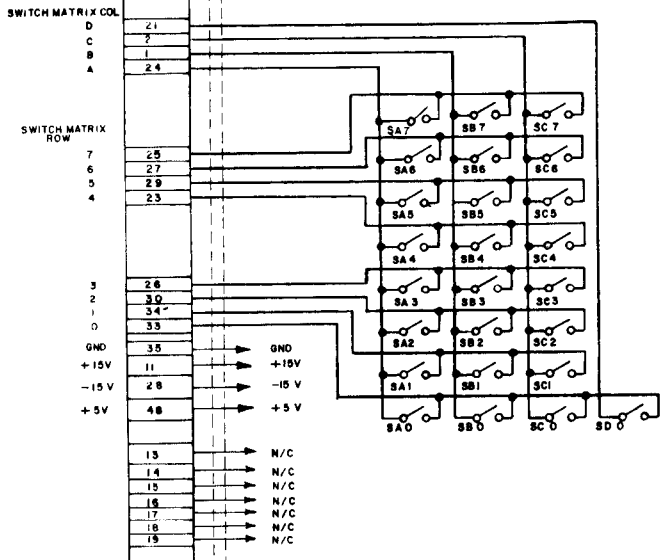 SWITCH MATRIX COL
D 21
C 2
B 1
A 24
SA7 SB7 SC7
SWITCH MATRIX
ROW
7 25
6 27
SA6 SB6 SC6
5 29
4 23
SA5 SB5 SC5
SA4 SB4 SC4
3 26
2 30
SA3 SB3 SC3
1 34
0 33
SA2 SB2 SC2
GND 35 GND
+15V 11 +15V
-15V 28 -15V
SA1 SB1 SC1
+5V 48 +5V
SA0 SB0 SC0 SD0
13 N/C
14 N/C
15 N/C
16 N/C
17 N/C
18 N/C
19 N/C